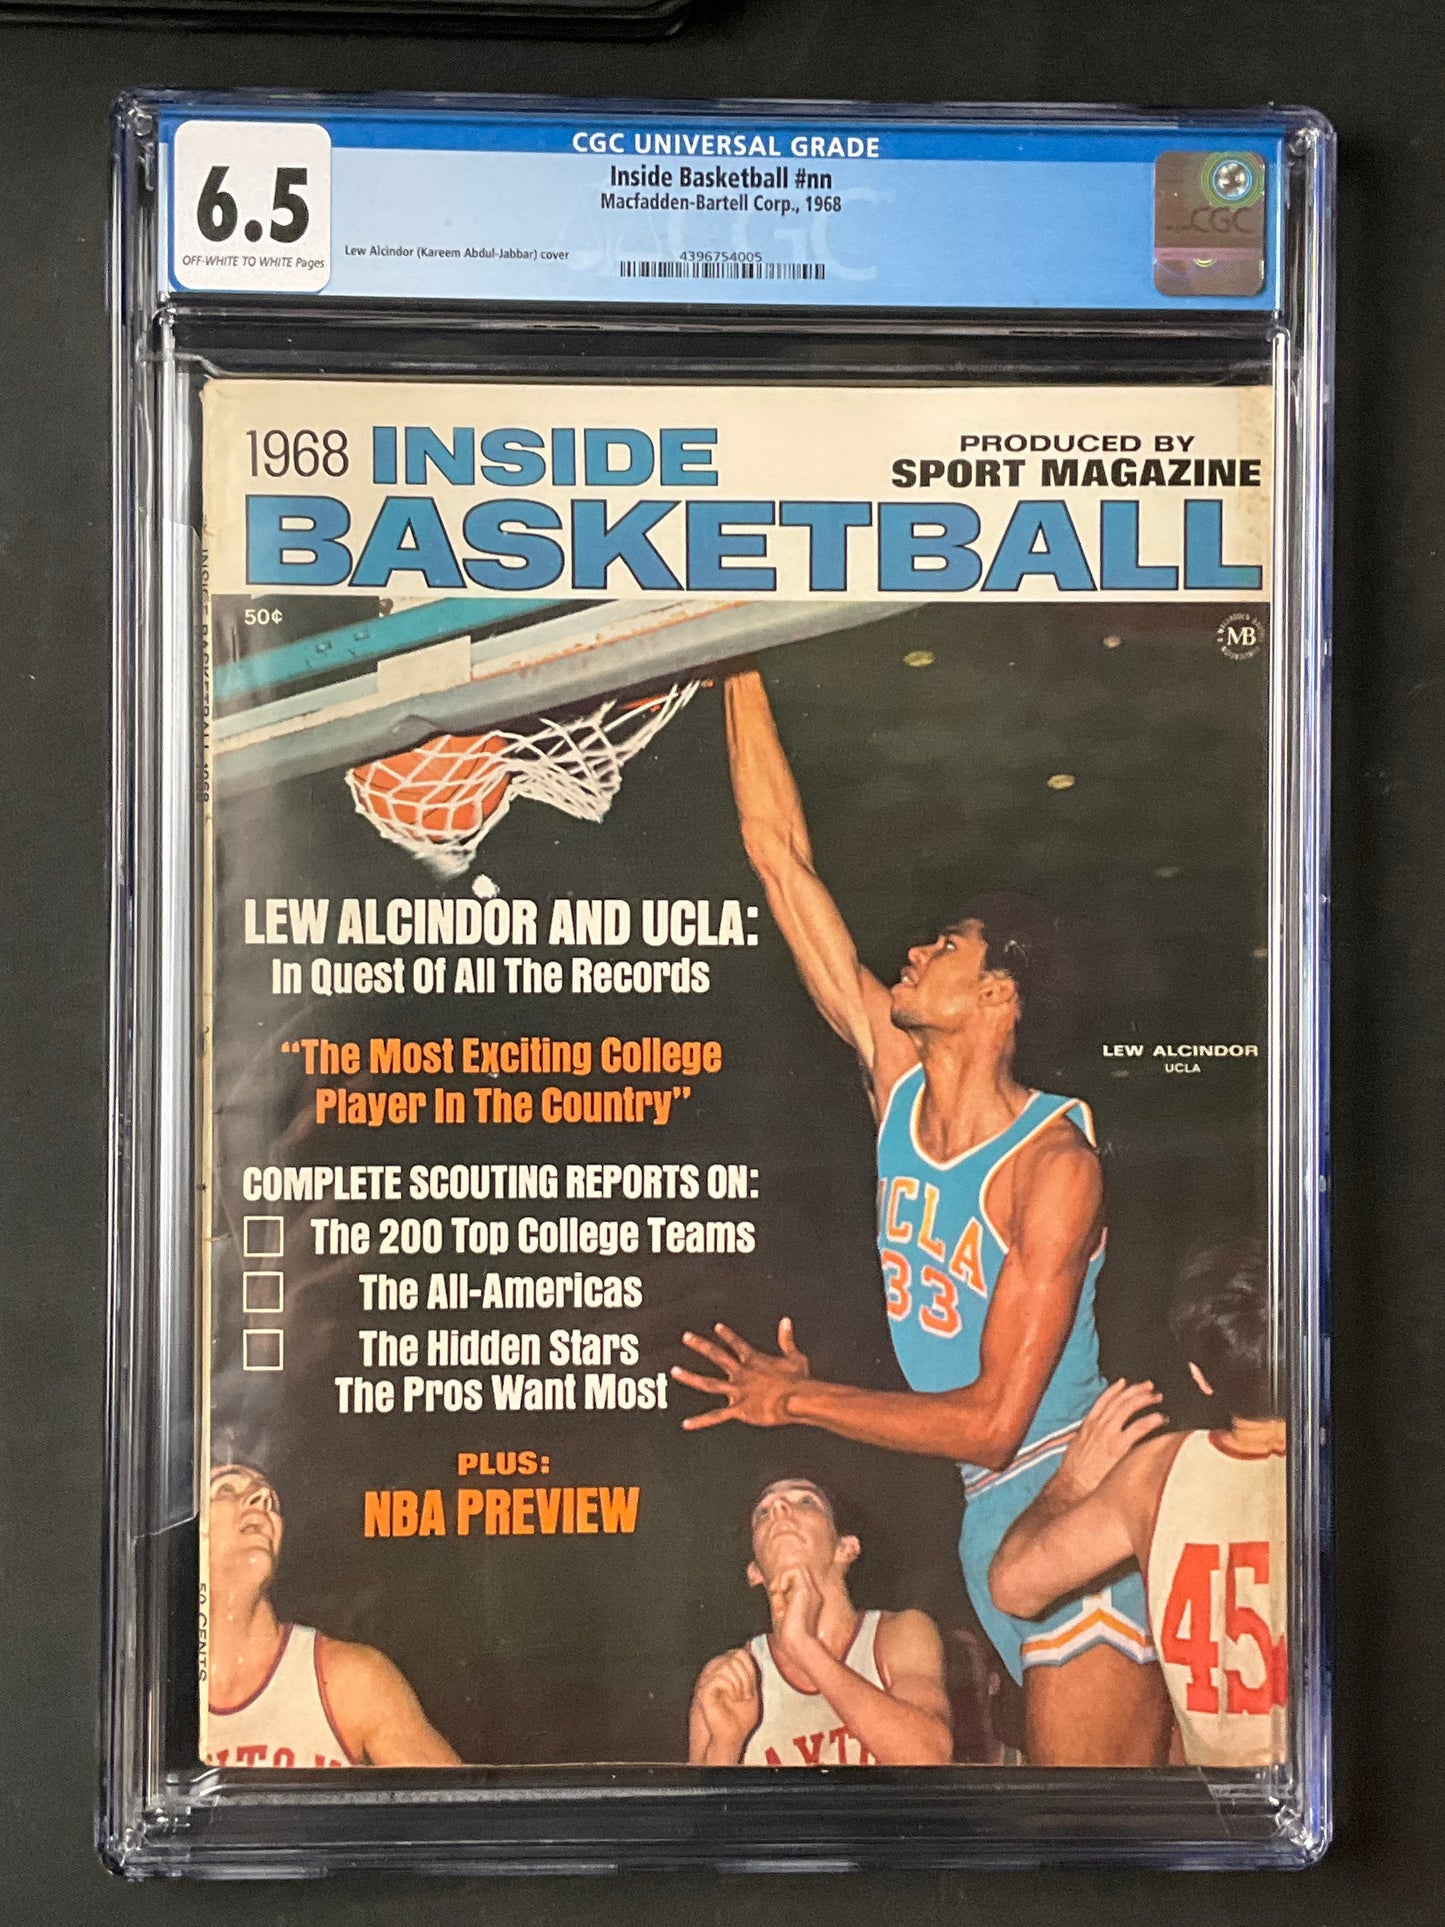 CGC UNIVERSAL GRADE
6.5
OFF-WHITE TO WHITE Pages
Inside Basketball #nn
Macfadden-Bartell Corp., 1968
Lew Alcindor (Kareem Abdul-Jabbar) cover
4396754005
CGC
1968 INSIDE
BASKETBALL
PRODUCED BY
SPORT MAGAZINE
50¢
MB
INSIDE BASKETBALL 1968
LEW ALCINDOR AND UCLA:
In Quest Of All The Records
“The Most Exciting College
Player In The Country”
LEW ALCINDOR
UCLA
COMPLETE SCOUTING REPORTS ON:
The 200 Top College Teams
The All-Americas
The Hidden Stars
The Pros Want Most
PLUS:
NBA PREVIEW
UCLA
33
45
50 CENTS